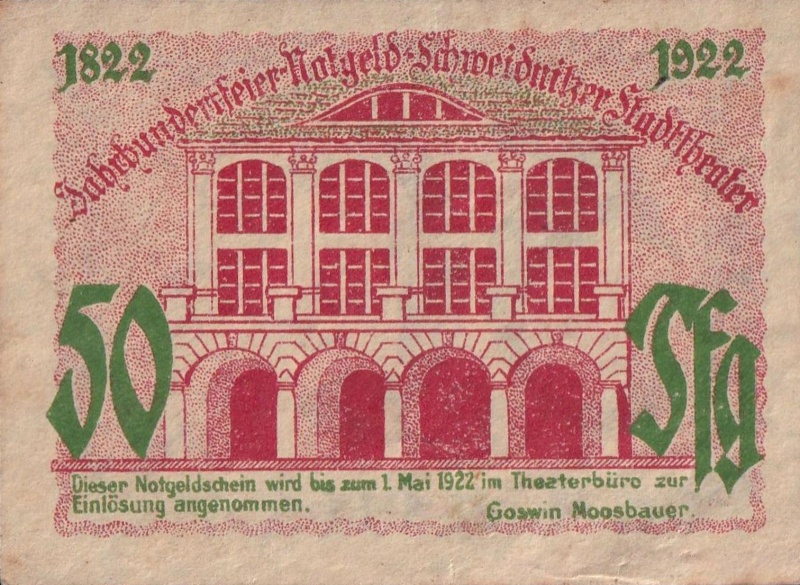 1822
1922
Jahrhundertfeier-Notgeld-Schweidnitzer Stadttheater
50
Pfg
Dieser Notgeldschein wird bis zum 1. Mai 1922 im Theaterbüro zur
Einlösung angenommen.
Goswin Moosbauer.